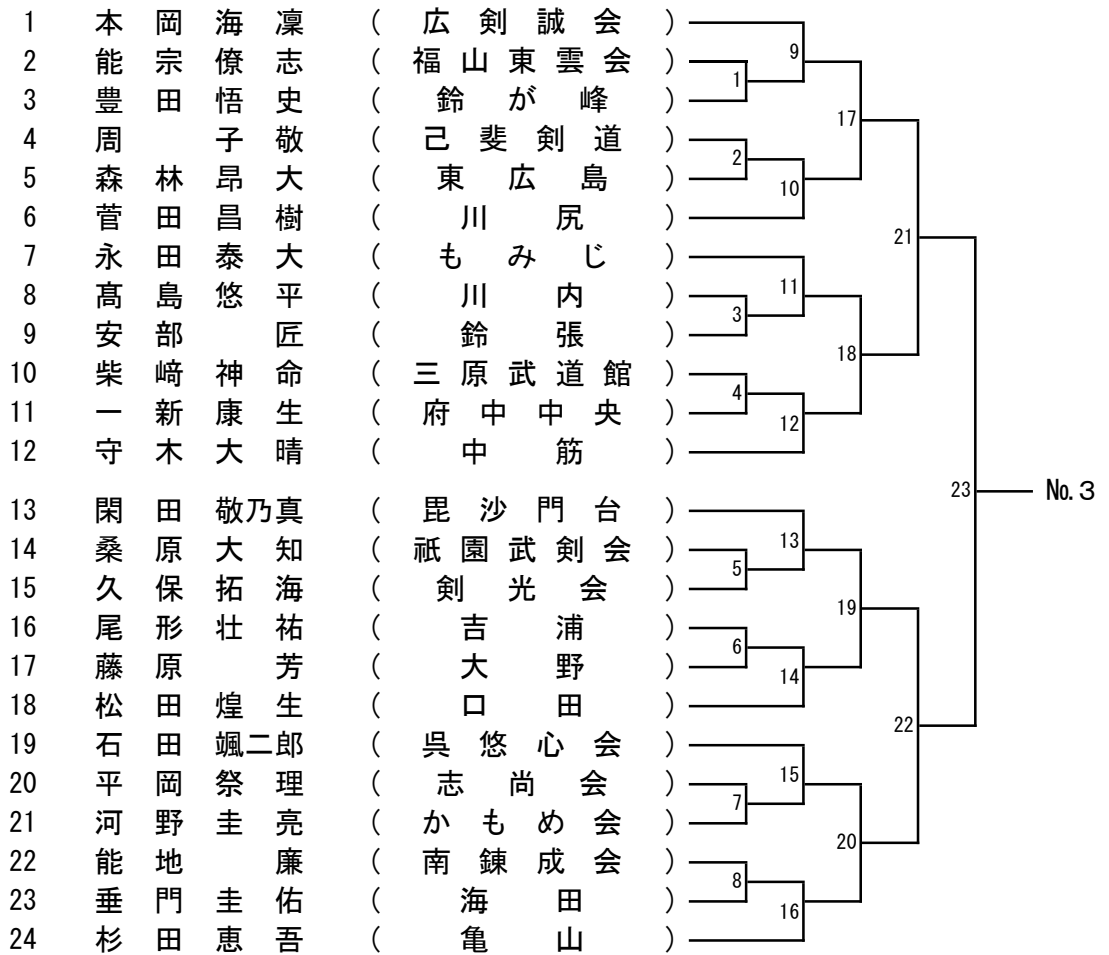 1 本岡海凜 (広剣誠会)
2 能宗僚志 (福山東雲会)
3 豊田悟史 (鈴が峰)
4 周子敬 (己斐剣道)
5 森林昂大 (東広島)
6 菅田昌樹 (川尻)
7 永田泰大 (もみじ)
8 髙島悠平 (川内)
9 安部匠 (鈴張)
10 柴﨑神命 (三原武道館)
11 一新康生 (府中中央)
12 守木大晴 (中筋)
13 閑田敬乃真 (毘沙門台)
14 桑原大知 (祇園武剣会)
15 久保拓海 (剣光会)
16 尾形壮祐 (吉浦)
17 藤原芳 (大野)
18 松田煌生 (口田)
19 石田颯二郎 (呉悠心会)
20 平岡祭理 (志尚会)
21 河野圭亮 (かもめ会)
22 能地廉 (南錬成会)
23 垂門圭佑 (海田)
24 杉田恵吾 (亀山)
1
2
3
4
5
6
7
8
9
10
11
12
13
14
15
16
17
18
19
20
21
22
23
№3